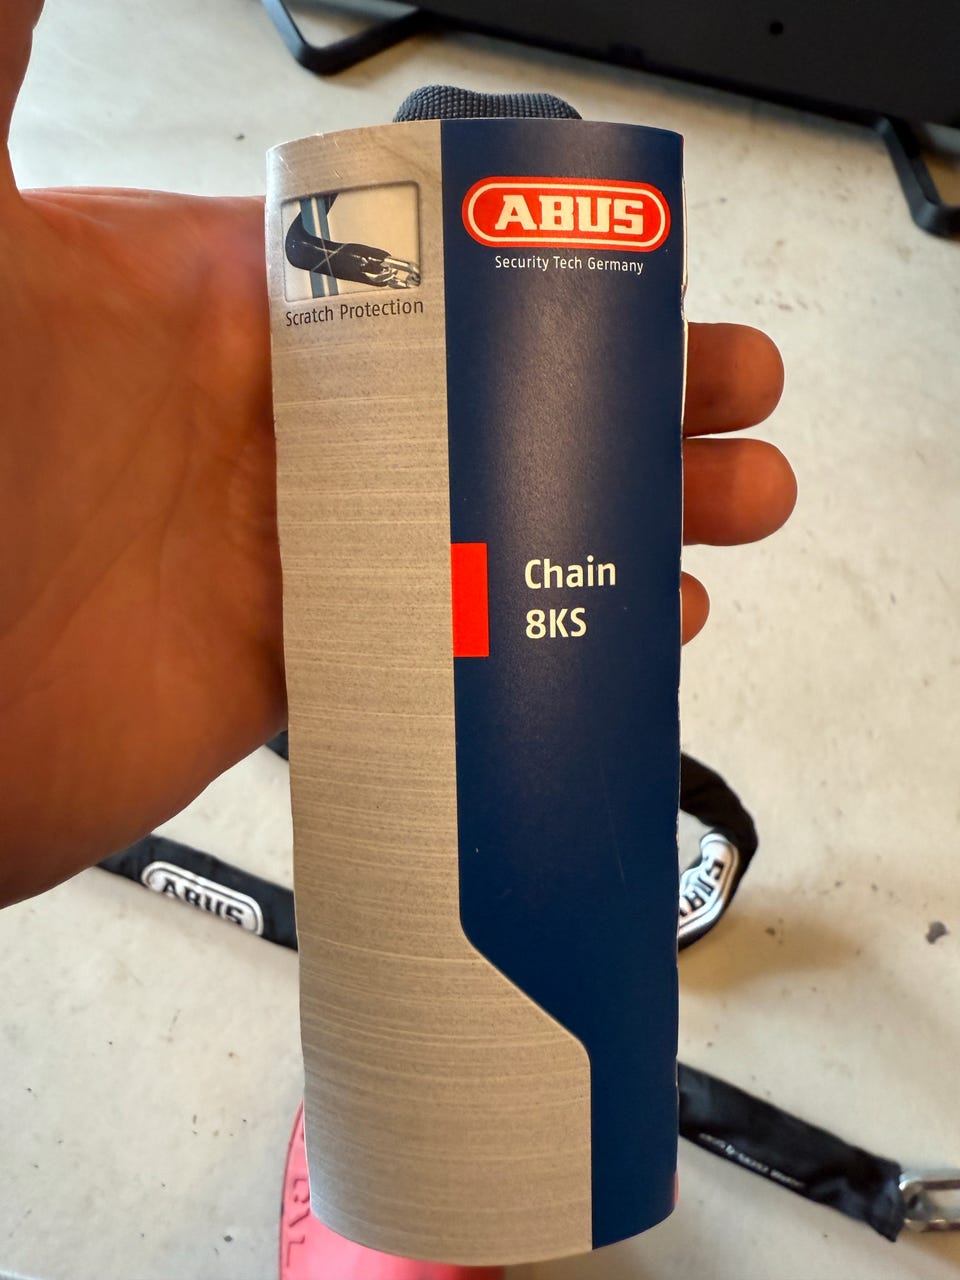 ABUS
Security Tech Germany
Scratch Protection
Chain
8KS
ABUS
ABUS